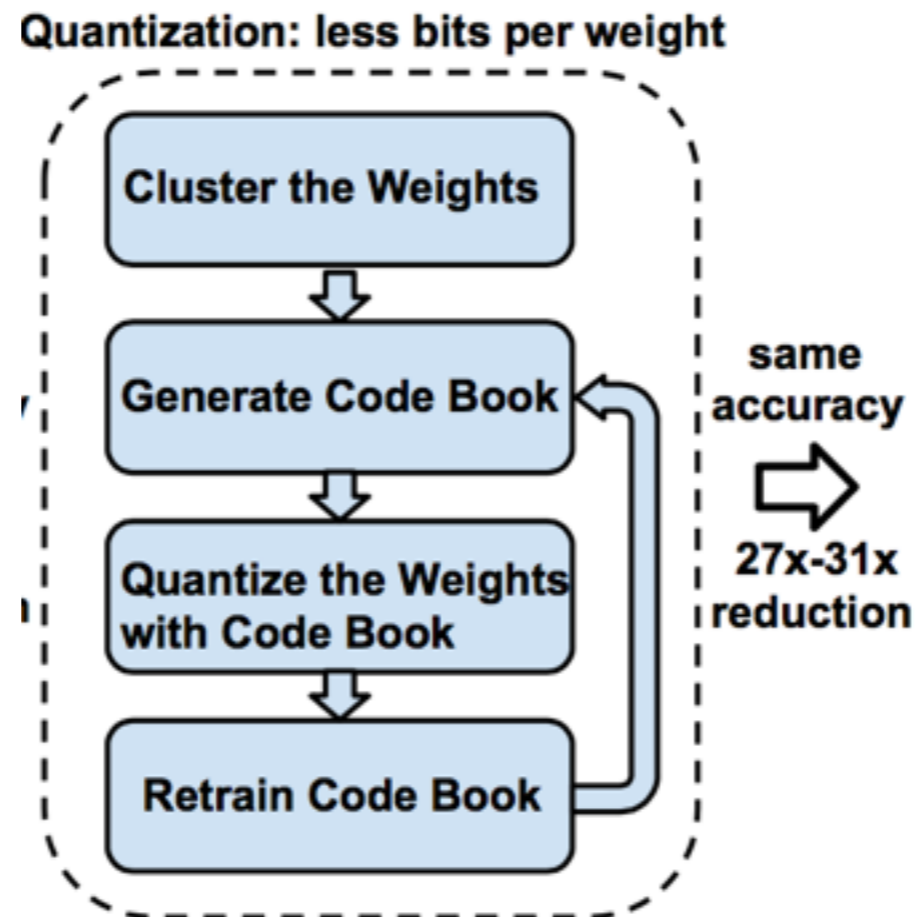 Quantization: less bits per weight
Cluster the Weights
Generate Code Book
Quantize the Weights
with Code Book
Retrain Code Book
same
accuracy
27x-31x
reduction